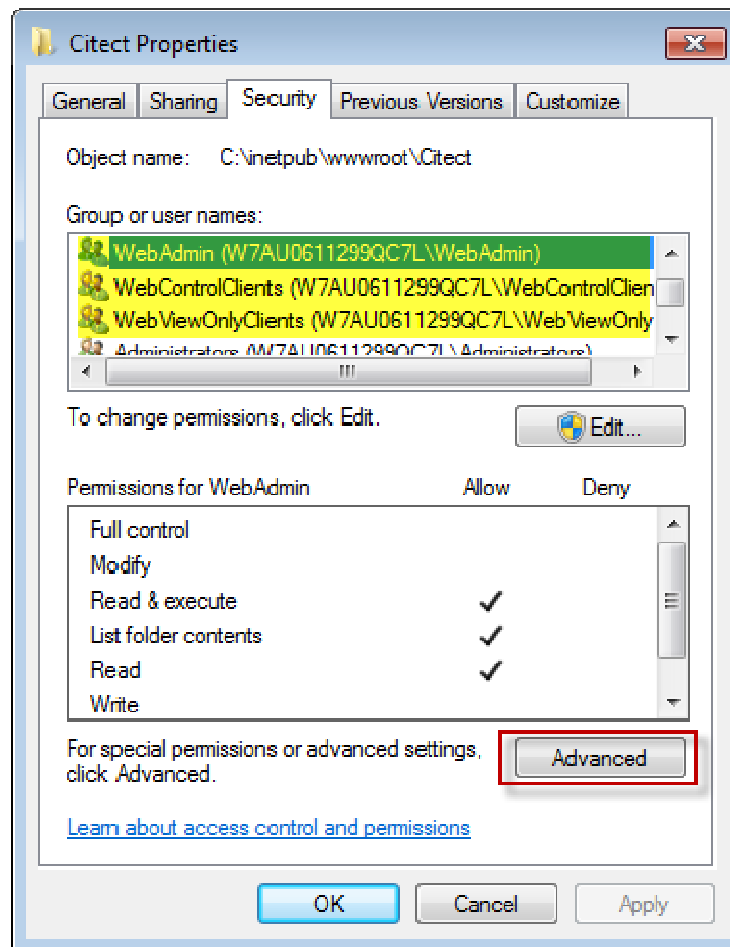 Citect Properties
General Sharing Security Previous Versions Customize
Object name: C:\inetpub\wwwroot\Citect
Group or user names:
WebAdmin (W7AU0611299QC7L\WebAdmin)
WebControlClients (W7AU0611299QC7L\WebControlClien
WebViewOnlyClients (W7AU0611299QC7L\WebViewOnly
Administrators (W7AU0611299QC7L\Administrators)
To change permissions, click Edit.
Edit...
Permissions for WebAdmin Allow Deny
Full control
Modify
Read & execute
List folder contents
Read
Write
For special permissions or advanced settings,
click Advanced.
Advanced
Learn about access control and permissions
OK Cancel Apply